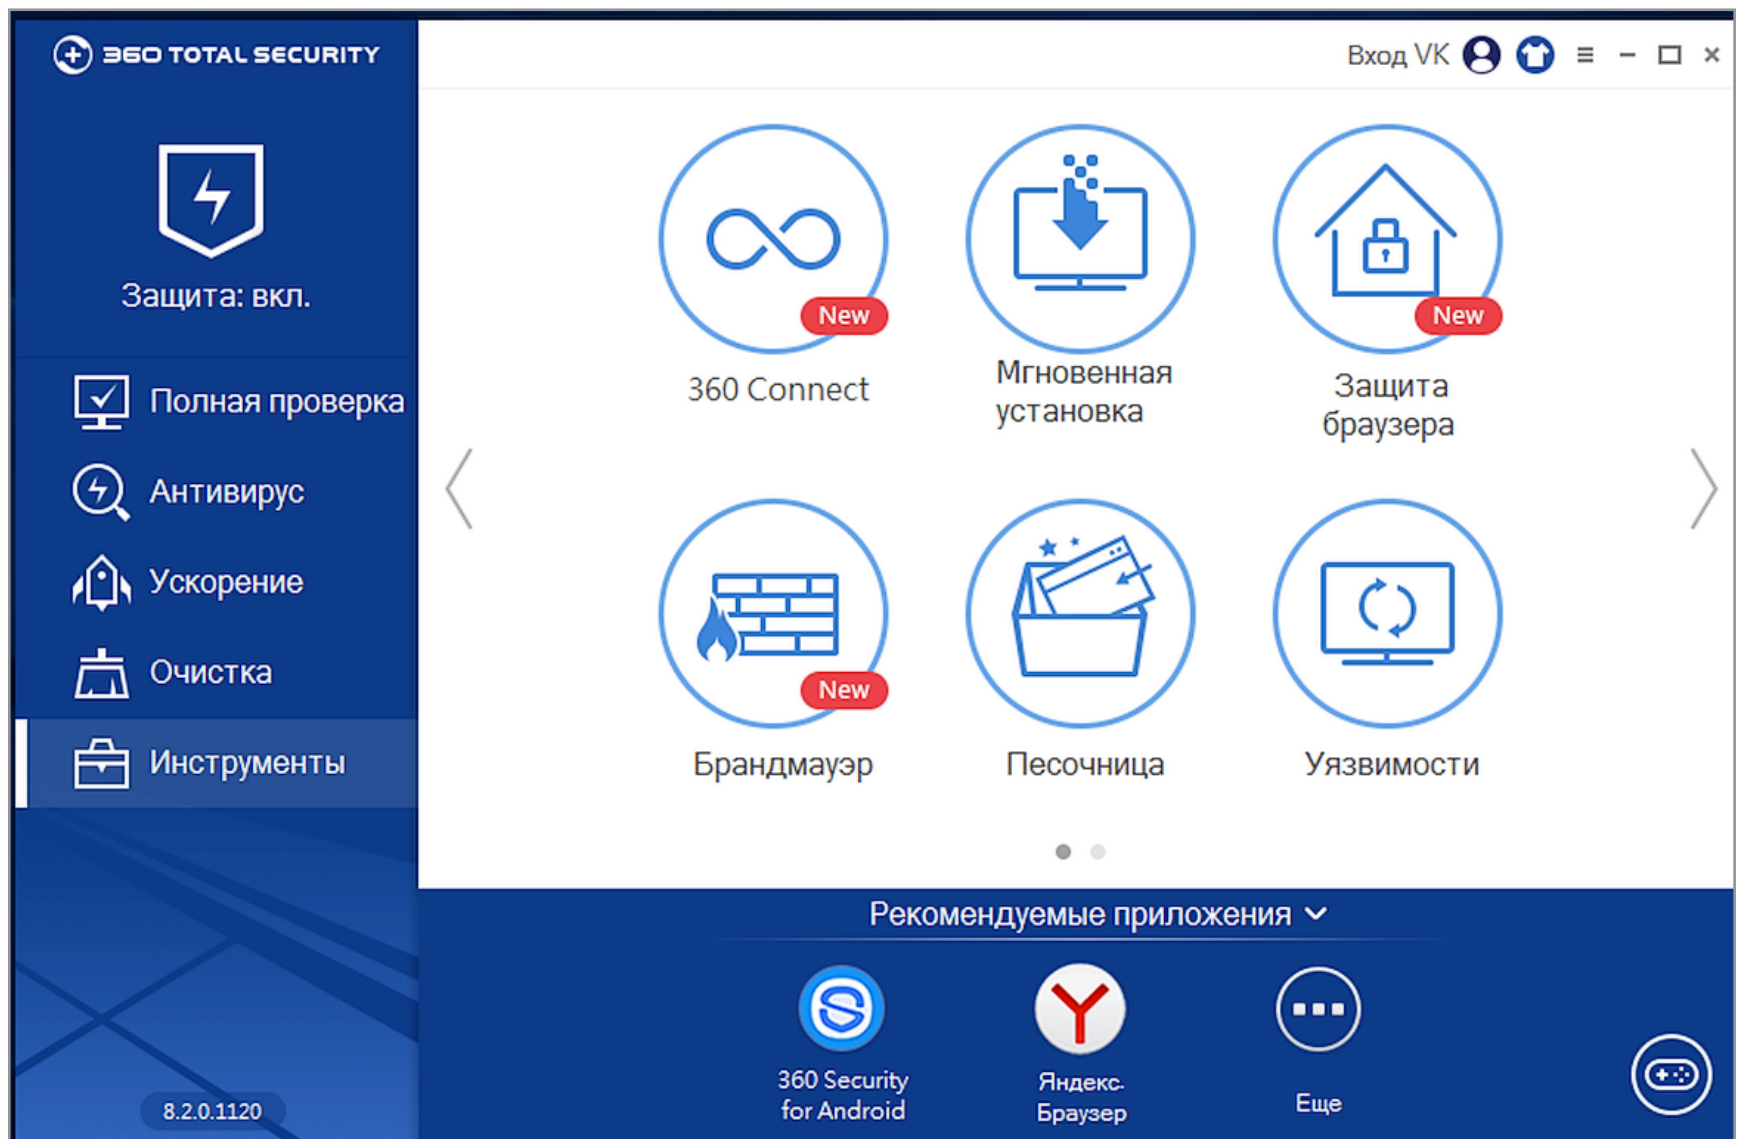 360 TOTAL SECURITY
Вход VK
Защита: вкл.
Полная проверка
Антивирус
Ускорение
Очистка
Инструменты
8.2.0.1120
New
360 Connect
Мгновенная
установка
New
Защита
браузера
New
Брандмауэр
Песочница
Уязвимости
Рекомендуемые приложения
360 Security
for Android
Яндекс-
Браузер
Еще